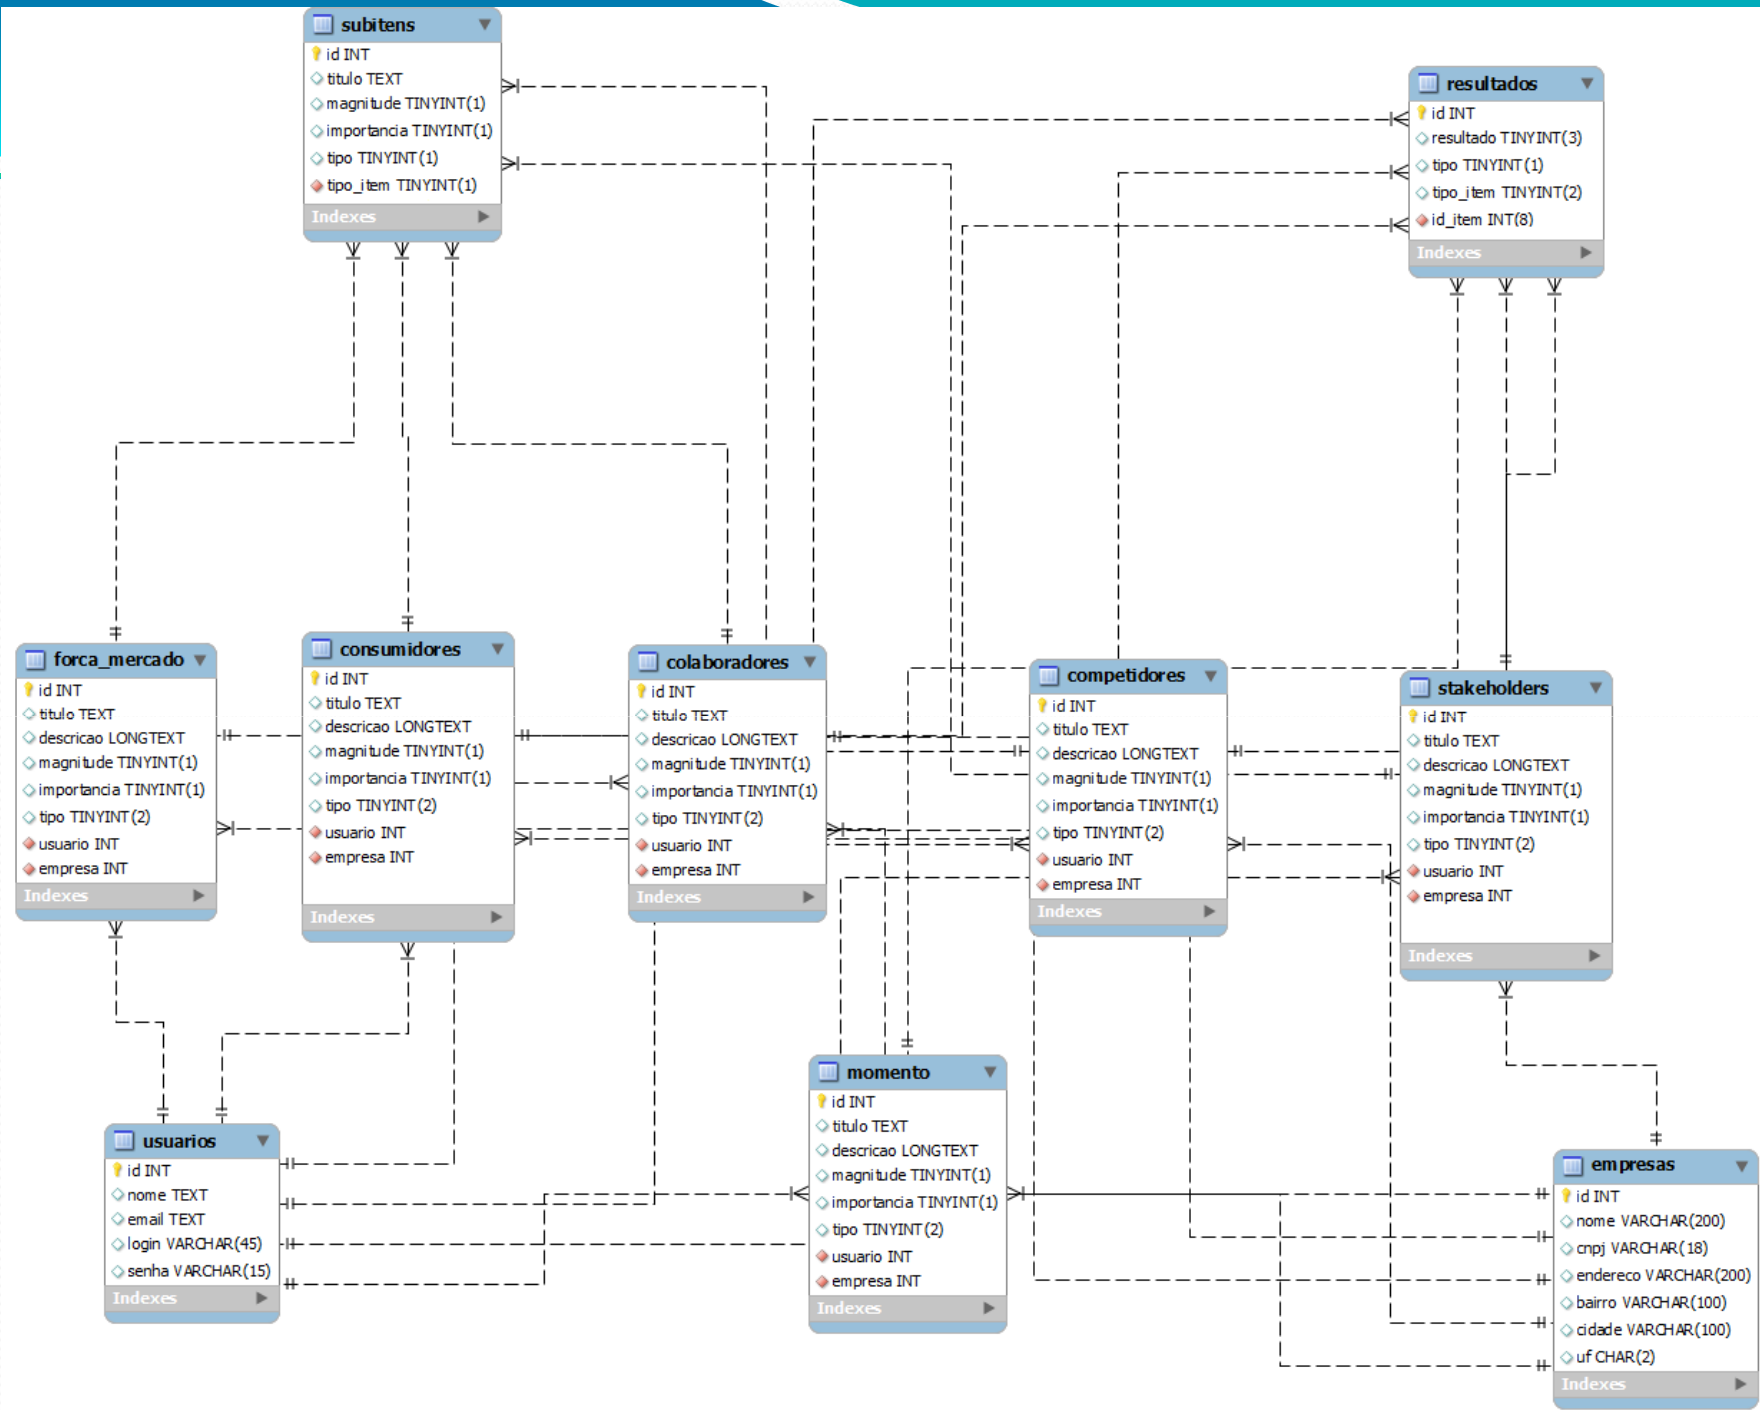 subitens
id INT
titulo TEXT
magnitude TINYINT(1)
importancia TINYINT(1)
tipo TINYINT(1)
tipo_item TINYINT(1)
Indexes
resultados
id INT
resultado TINYINT(3)
tipo TINYINT(1)
tipo_item TINYINT(2)
id_item INT(8)
Indexes
forca_mercado
id INT
titulo TEXT
descricao LONGTEXT
magnitude TINYINT(1)
importancia TINYINT(1)
tipo TINYINT(2)
usuario INT
empresa INT
Indexes
consumidores
id INT
titulo TEXT
descricao LONGTEXT
magnitude TINYINT(1)
importancia TINYINT(1)
tipo TINYINT(2)
usuario INT
empresa INT
Indexes
colaboradores
id INT
titulo TEXT
descricao LONGTEXT
magnitude TINYINT(1)
importancia TINYINT(1)
tipo TINYINT(2)
usuario INT
empresa INT
Indexes
competidores
id INT
titulo TEXT
descricao LONGTEXT
magnitude TINYINT(1)
importancia TINYINT(1)
tipo TINYINT(2)
usuario INT
empresa INT
Indexes
stakeholders
id INT
titulo TEXT
descricao LONGTEXT
magnitude TINYINT(1)
importancia TINYINT(1)
tipo TINYINT(2)
usuario INT
empresa INT
Indexes
usuarios
id INT
nome TEXT
email TEXT
login VARCHAR(45)
senha VARCHAR(15)
Indexes
momento
id INT
titulo TEXT
descricao LONGTEXT
magnitude TINYINT(1)
importancia TINYINT(1)
tipo TINYINT(2)
usuario INT
empresa INT
Indexes
empresas
id INT
nome VARCHAR(200)
cnpj VARCHAR(18)
endereco VARCHAR(200)
bairro VARCHAR(100)
cidade VARCHAR(100)
uf CHAR(2)
Indexes